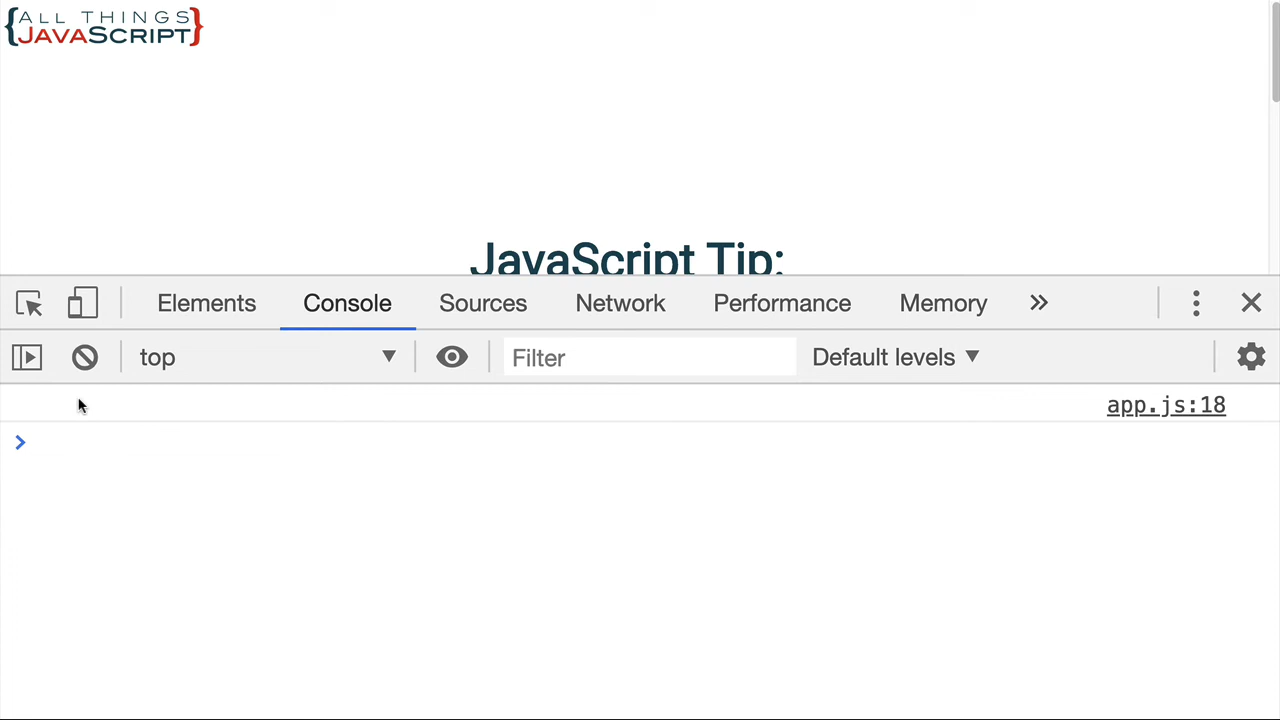 {ALL THINGS
JAVASCRIPT}
JavaScript Tip:
Elements Console Sources Network Performance Memory »
top Filter Default levels
app.js:18
>